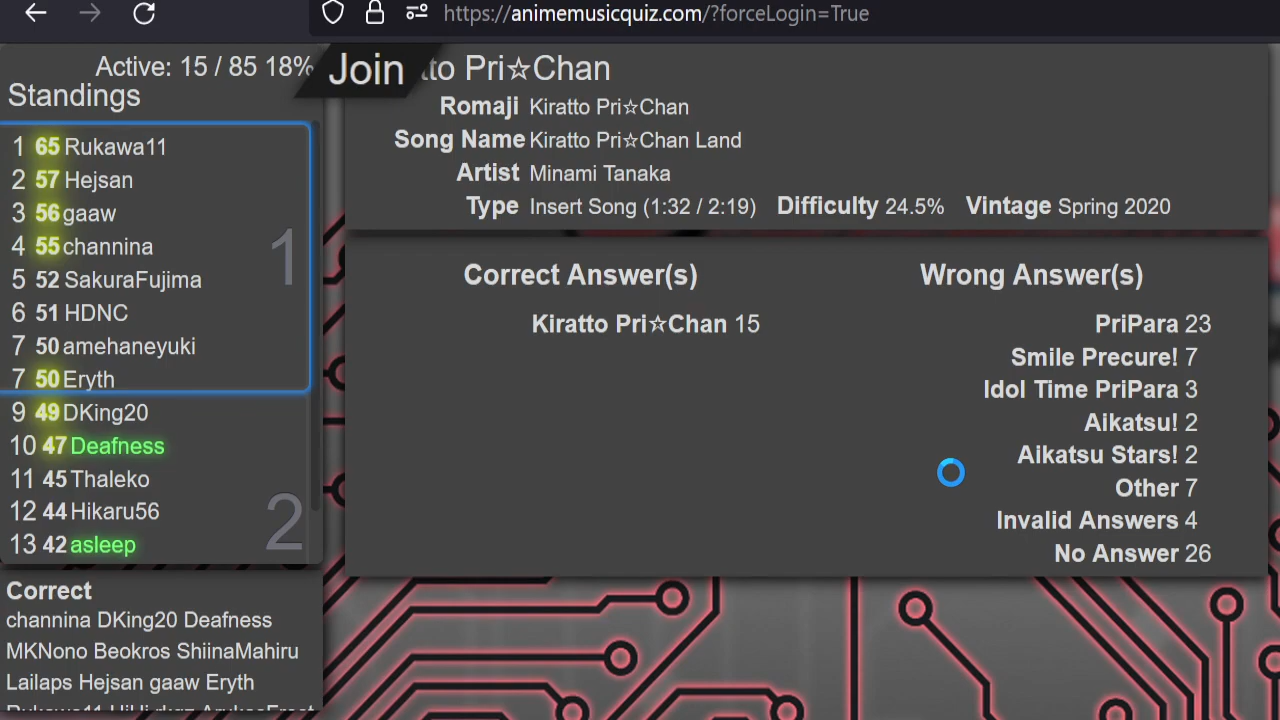 https://animemusicquiz.com/?forceLogin=True
Active: 15 / 85 18%
Join
tto Pri☆Chan
Standings
1 65 Rukawa11
2 57 Hejsan
3 56 gaaw
4 55 channina
5 52 SakuraFujima
6 51 HDNC
7 50 amehaneyuki
7 50 Eryth
1
9 49 DKing20
10 47 Deafness
11 45 Thaleko
12 44 Hikaru56
13 42 asleep
2
Correct
channina DKing20 Deafness
MKNono Beokros ShiinaMahiru
Lailaps Hejsan gaaw Eryth
Rukawa11
Romaji Kiratto Pri☆Chan
Song Name Kiratto Pri☆Chan Land
Artist Minami Tanaka
Type Insert Song (1:32 / 2:19) Difficulty 24.5% Vintage Spring 2020
Correct Answer(s)
Kiratto Pri☆Chan 15
Wrong Answer(s)
PriPara 23
Smile Precure! 7
Idol Time PriPara 3
Aikatsu! 2
Aikatsu Stars! 2
Other 7
Invalid Answers 4
No Answer 26